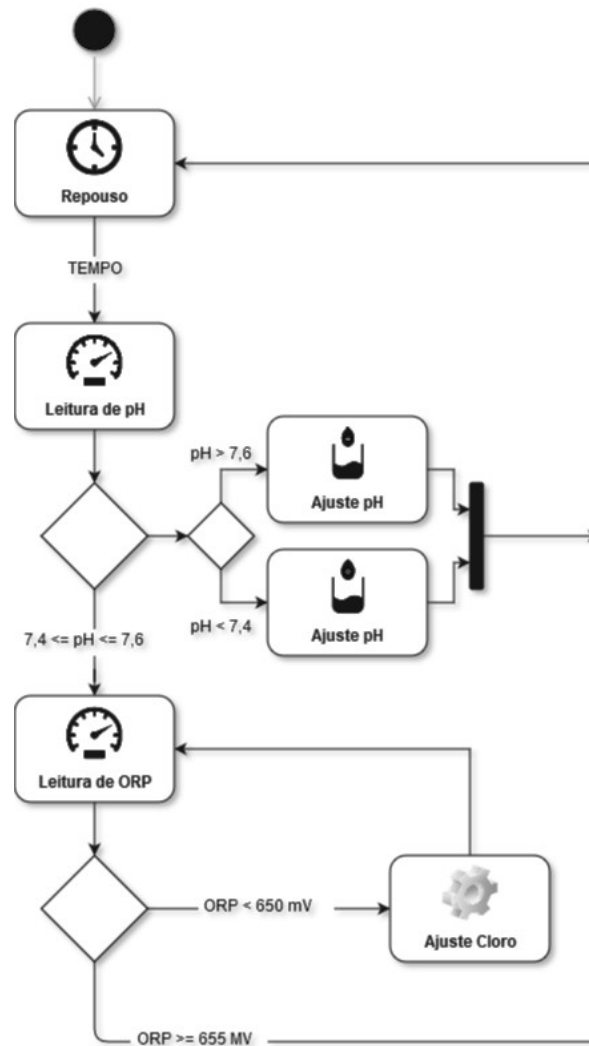 Repouso
TEMPO
Leitura de pH
pH > 7,6
Ajuste pH
pH < 7,4
Ajuste pH
7,4 <= pH <= 7,6
Leitura de ORP
ORP < 650 mV
Ajuste Cloro
ORP >= 655 MV